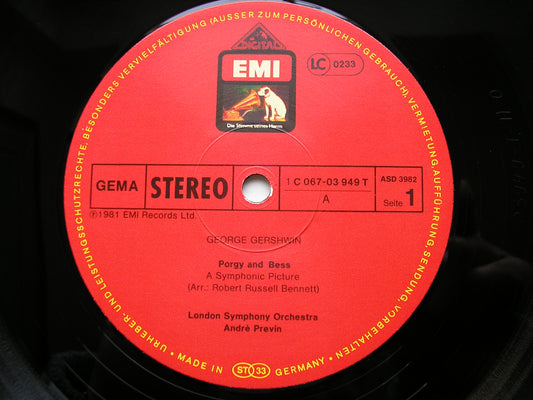 URHEBER- UND LEISTUNGSSCHUTZRECHTE, BESONDERS VERVIELFÄLTIGUNG (AUSSER ZUM PERSÖNLICHEN GEBRAUCH), VERMIETUNG, AUFFÜHRUNG, SENDUNG, VORBEHALTEN
DIGITAL
EMI
Die Stimme seines Herrn
LC 0233
GEMA
STEREO
1 C 067-03 949 T
A
ASD 3982
Seite 1
℗1981 EMI Records Ltd.
GEORGE GERSHWIN
Porgy and Bess
A Symphonic Picture
(Arr.: Robert Russell Bennett)
London Symphony Orchestra
André Previn
MADE IN STO 33 GERMANY